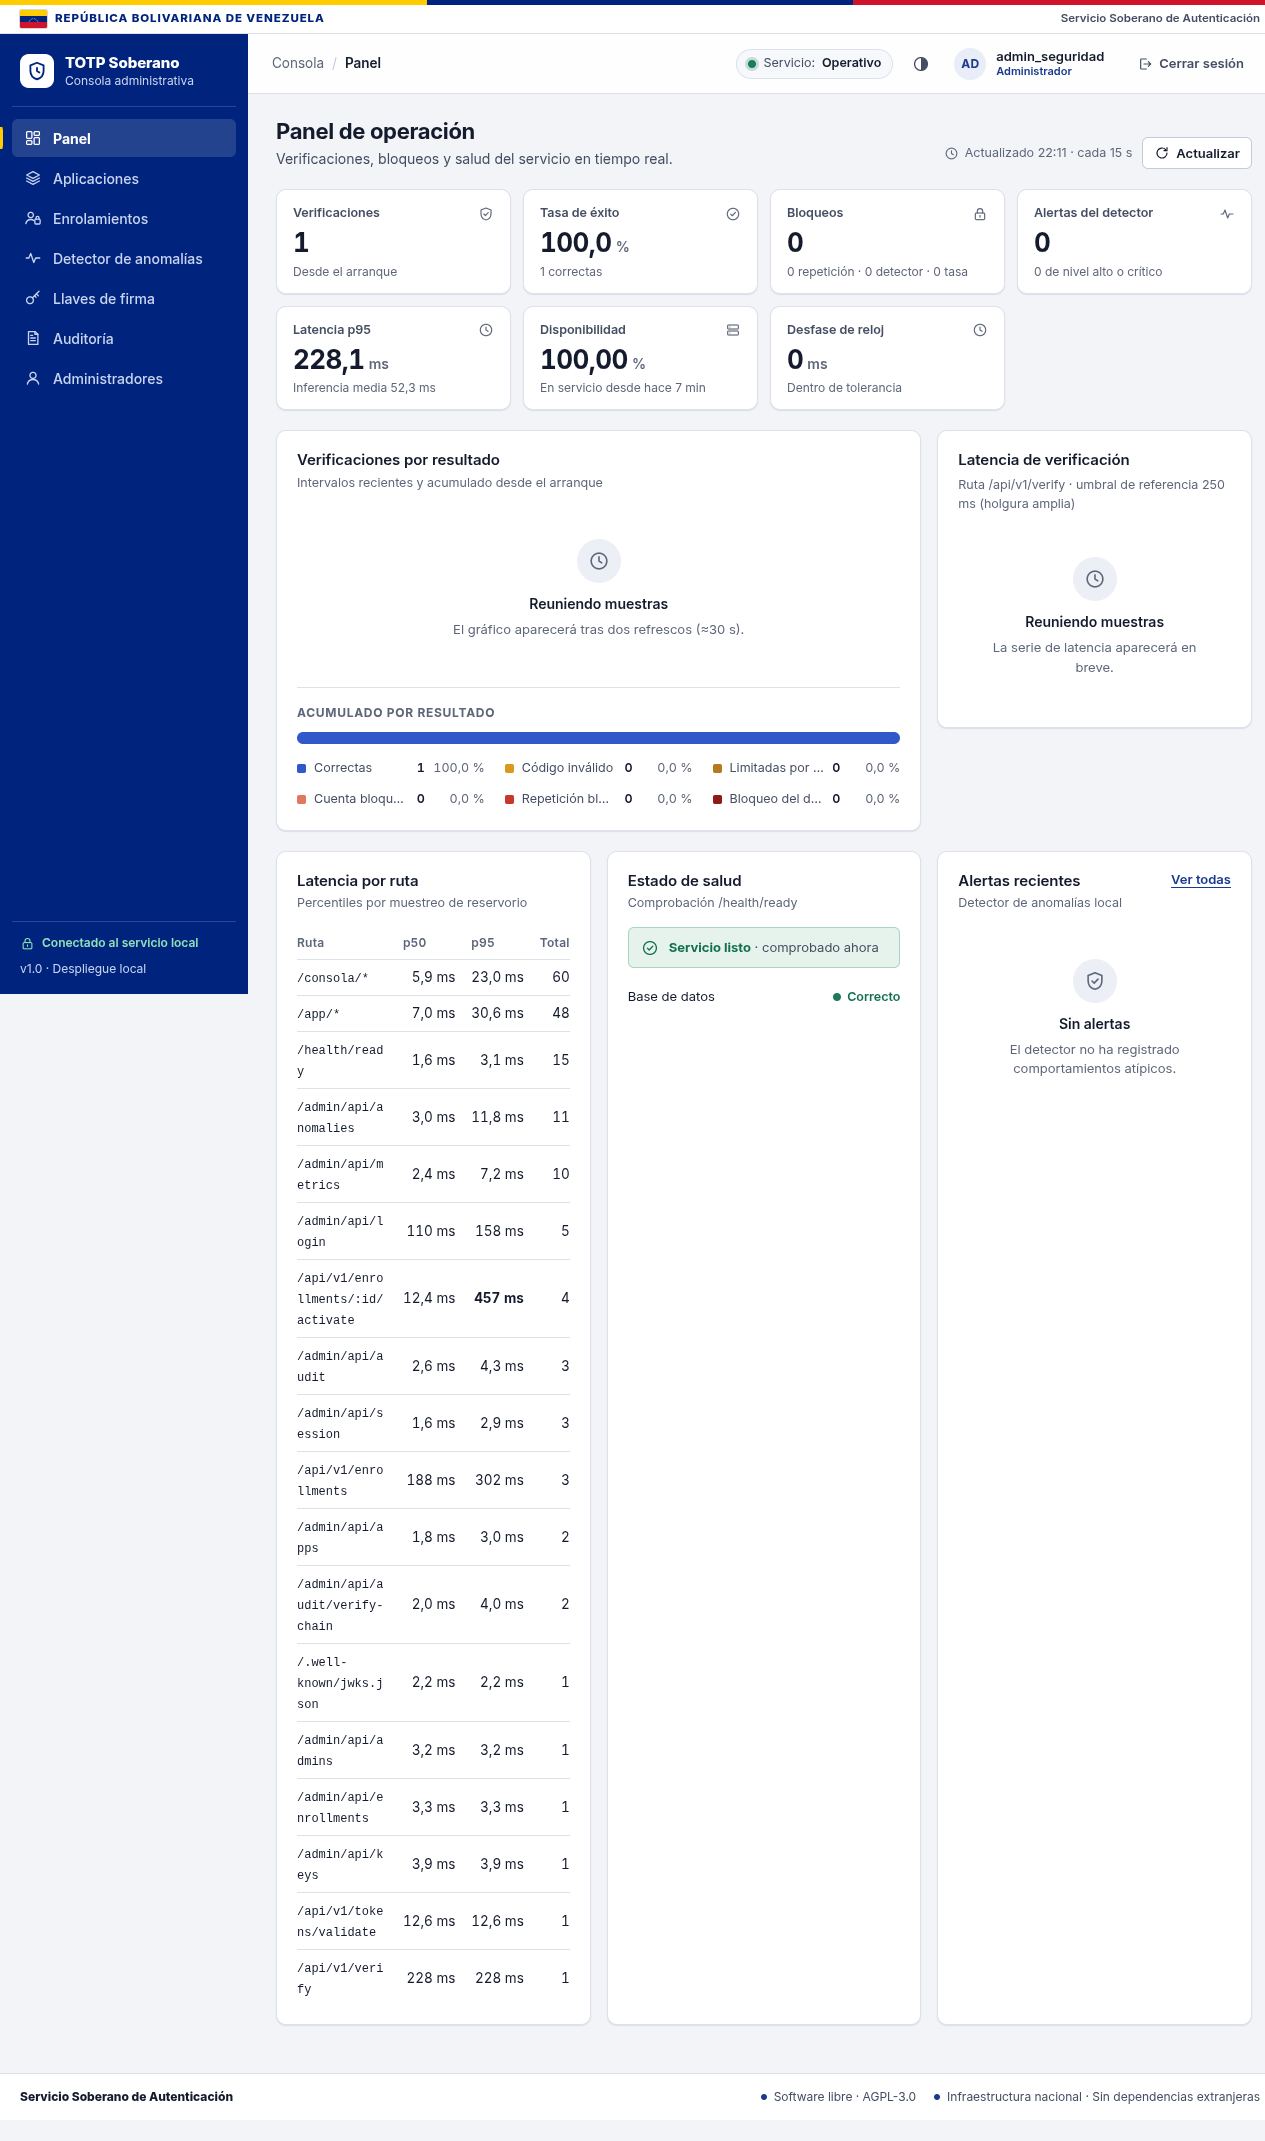 REPÚBLICA BOLIVARIANA DE VENEZUELA
Servicio Soberano de Autenticación
TOTP Soberano
Consola administrativa
Panel
Aplicaciones
Enrolamientos
Detector de anomalías
Llaves de firma
Auditoría
Administradores
Conectado al servicio local
v1.0 · Despliegue local
Consola / Panel
Servicio: Operativo
AD
admin_seguridad
Administrador
Cerrar sesión
Panel de operación
Verificaciones, bloqueos y salud del servicio en tiempo real.
Actualizado 22:11 · cada 15 s
Actualizar
Verificaciones
1
Desde el arranque
Tasa de éxito
100,0 %
1 correctas
Bloqueos
0
0 repetición · 0 detector · 0 tasa
Alertas del detector
0
0 de nivel alto o crítico
Latencia p95
228,1 ms
Inferencia media 52,3 ms
Disponibilidad
100,00 %
En servicio desde hace 7 min
Desfase de reloj
0 ms
Dentro de tolerancia
Verificaciones por resultado
Intervalos recientes y acumulado desde el arranque
Reuniendo muestras
El gráfico aparecerá tras dos refrescos (≈30 s).
ACUMULADO POR RESULTADO
Correctas 1 100,0 %
Código inválido 0 0,0 %
Limitadas por ... 0 0,0 %
Cuenta bloqu... 0 0,0 %
Repetición bl... 0 0,0 %
Bloqueo del d... 0 0,0 %
Latencia de verificación
Ruta /api/v1/verify · umbral de referencia 250
ms (holgura amplia)
Reuniendo muestras
La serie de latencia aparecerá en
breve.
Latencia por ruta
Percentiles por muestreo de reservorio
Ruta p50 p95 Total
/consola/* 5,9 ms 23,0 ms 60
/app/* 7,0 ms 30,6 ms 48
/health/read
y 1,6 ms 3,1 ms 15
/admin/api/a
nomalies 3,0 ms 11,8 ms 11
/admin/api/m
etrics 2,4 ms 7,2 ms 10
/admin/api/l
ogin 110 ms 158 ms 5
/api/v1/enro
llments/:id/ 12,4 ms 457 ms 4
activate
/admin/api/a
udit 2,6 ms 4,3 ms 3
/admin/api/s
ession 1,6 ms 2,9 ms 3
/api/v1/enro
llments 188 ms 302 ms 3
/admin/api/a
pps 1,8 ms 3,0 ms 2
/admin/api/a
udit/verify- 2,0 ms 4,0 ms 2
chain
/.well-
known/jwks.j 2,2 ms 2,2 ms 1
son
/admin/api/a
dmins 3,2 ms 3,2 ms 1
/admin/api/e
nrollments 3,3 ms 3,3 ms 1
/admin/api/k
eys 3,9 ms 3,9 ms 1
/api/v1/toke
ns/validate 12,6 ms 12,6 ms 1
/api/v1/veri
fy 228 ms 228 ms 1
Estado de salud
Comprobación /health/ready
Servicio listo · comprobado ahora
Base de datos Correcto
Alertas recientes
Ver todas
Detector de anomalías local
Sin alertas
El detector no ha registrado
comportamientos atípicos.
Servicio Soberano de Autenticación
Software libre · AGPL-3.0
Infraestructura nacional · Sin dependencias extranjeras